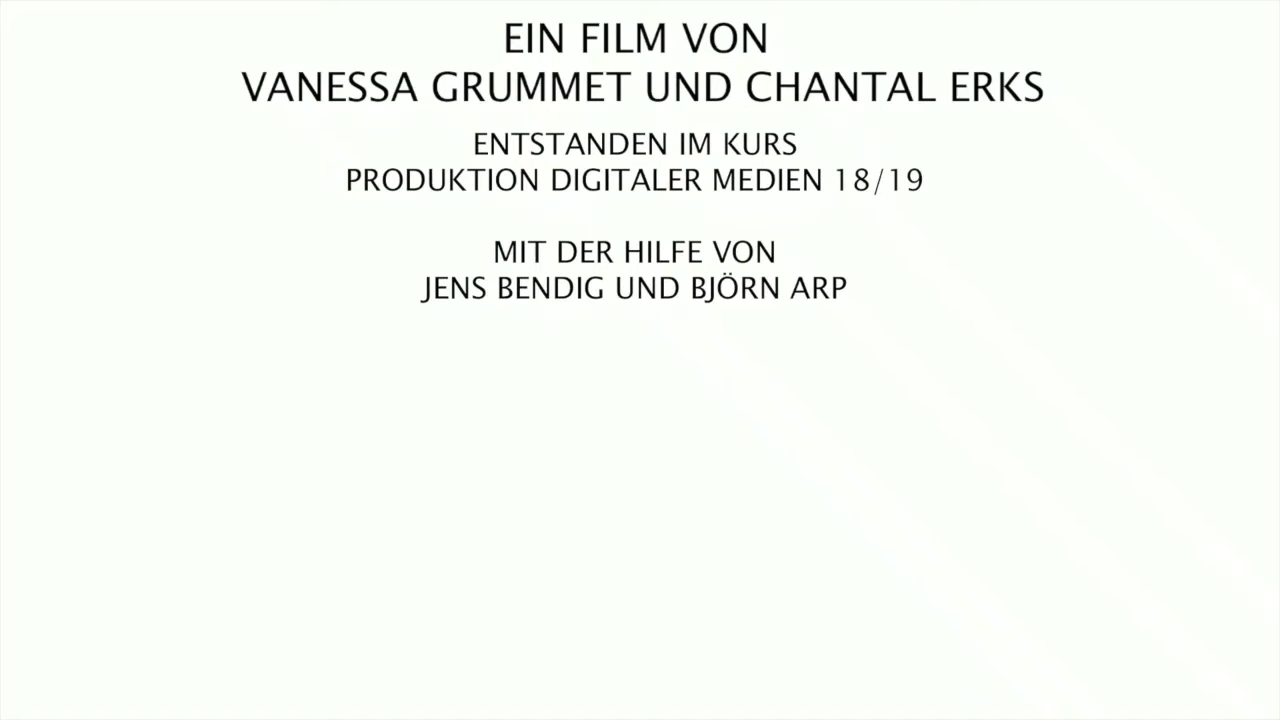 EIN FILM VON
VANESSA GRUMMET UND CHANTAL ERKS
ENTSTANDEN IM KURS
PRODUKTION DIGITALER MEDIEN 18/19
MIT DER HILFE VON
JENS BENDIG UND BJÖRN ARP